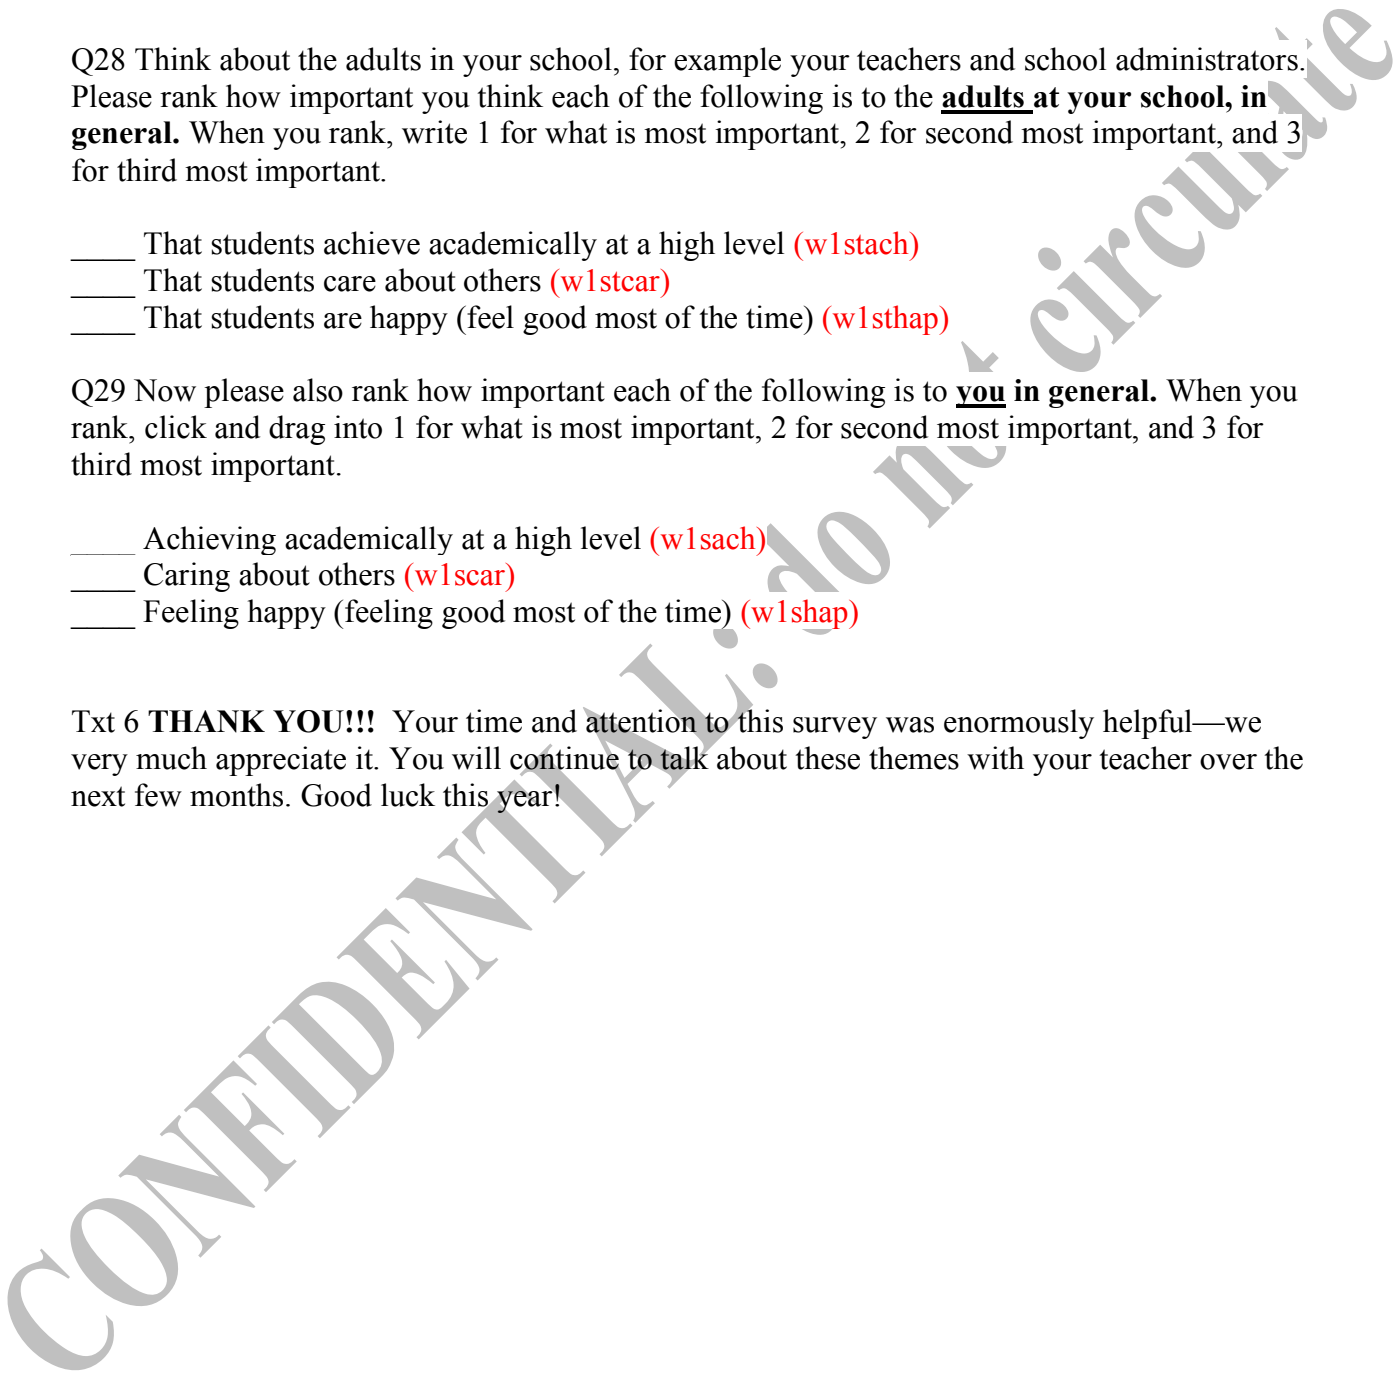 Q28 Think about the adults in your school, for example your teachers and school administrators.
Please rank how important you think each of the following is to the adults at your school, in
general. When you rank, write 1 for what is most important, 2 for second most important, and 3
for third most important.
____ That students achieve academically at a high level (w1stach)
____ That students care about others (w1stcar)
____ That students are happy (feel good most of the time) (w1sthap)
Q29 Now please also rank how important each of the following is to you in general. When you
rank, click and drag into 1 for what is most important, 2 for second most important, and 3 for
third most important.
____ Achieving academically at a high level (w1sach)
____ Caring about others (w1scar)
____ Feeling happy (feeling good most of the time) (w1shap)
Txt 6 THANK YOU!!!  Your time and attention to this survey was enormously helpful—we
very much appreciate it. You will continue to talk about these themes with your teacher over the
next few months. Good luck this year!
CONFIDENTIAL: do not circulate